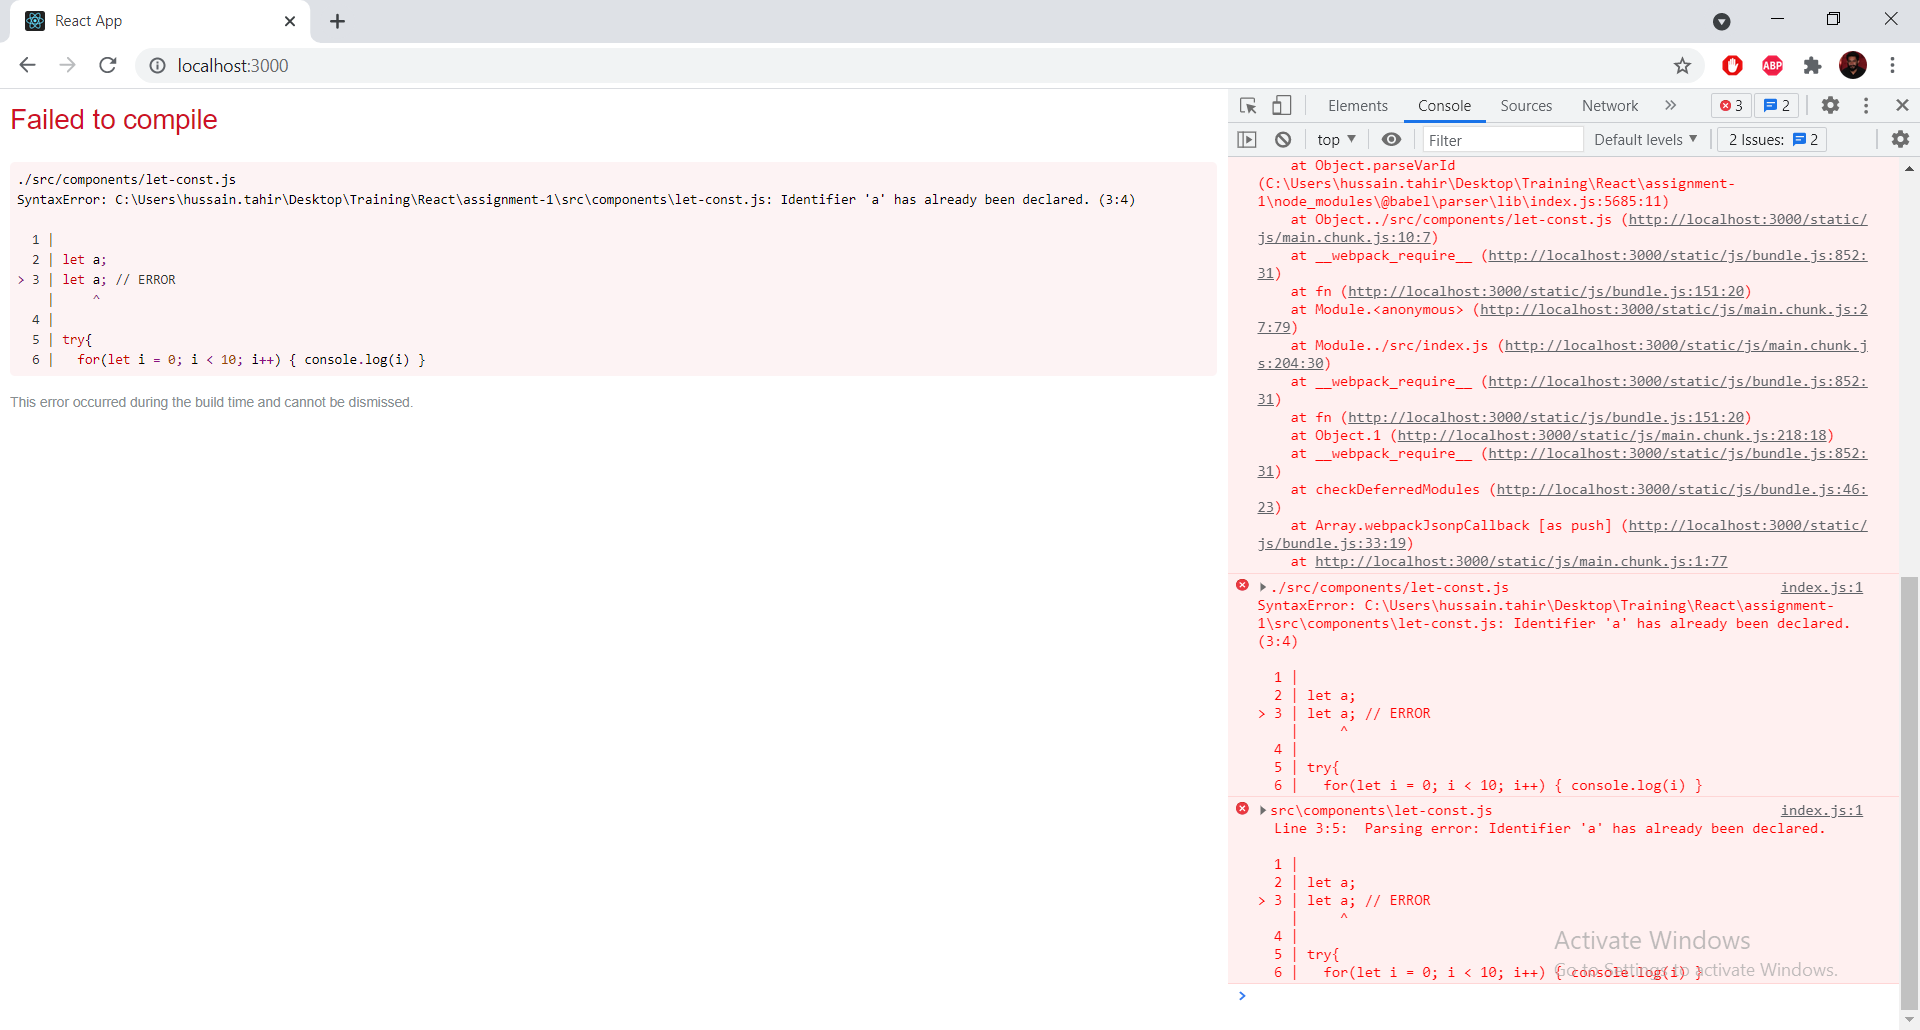 React App
localhost:3000
ABP
Failed to compile
./src/components/let-const.js
SyntaxError: C:\Users\hussain.tahir\Desktop\Training\React\assignment-1\src\components\let-const.js: Identifier 'a' has already been declared. (3:4)
1 |
2 | let a;
> 3 | let a; // ERROR
| ^
4 |
5 | try{
6 | for(let i = 0; i < 10; i++) { console.log(i) }
This error occurred during the build time and cannot be dismissed.
Elements Console Sources Network » 3 2
top Filter Default levels 2 Issues: 2
at Object.parseVarId
(C:\Users\hussain.tahir\Desktop\Training\React\assignment-
1\node_modules\@babel\parser\lib\index.js:5685:11)
at Object../src/components/let-const.js (http://localhost:3000/static/
js/main.chunk.js:10:7)
at __webpack_require__ (http://localhost:3000/static/js/bundle.js:852:
31)
at fn (http://localhost:3000/static/js/bundle.js:151:20)
at Module.<anonymous> (http://localhost:3000/static/js/main.chunk.js:2
7:79)
at Module../src/index.js (http://localhost:3000/static/js/main.chunk.j
s:204:30)
at __webpack_require__ (http://localhost:3000/static/js/bundle.js:852:
31)
at fn (http://localhost:3000/static/js/bundle.js:151:20)
at Object.1 (http://localhost:3000/static/js/main.chunk.js:218:18)
at __webpack_require__ (http://localhost:3000/static/js/bundle.js:852:
31)
at checkDeferredModules (http://localhost:3000/static/js/bundle.js:46:
23)
at Array.webpackJsonpCallback [as push] (http://localhost:3000/static/
js/bundle.js:33:19)
at http://localhost:3000/static/js/main.chunk.js:1:77
./src/components/let-const.js index.js:1
SyntaxError: C:\Users\hussain.tahir\Desktop\Training\React\assignment-
1\src\components\let-const.js: Identifier 'a' has already been declared.
(3:4)
1 |
2 | let a;
> 3 | let a; // ERROR
| ^
4 |
5 | try{
6 | for(let i = 0; i < 10; i++) { console.log(i) }
src\components\let-const.js index.js:1
Line 3:5: Parsing error: Identifier 'a' has already been declared.
1 |
2 | let a;
> 3 | let a; // ERROR
| ^
4 |
5 | try{
6 | for(let i = 0; i < 10; i++) { console.log(i) }
Activate Windows
Go to Settings to activate Windows.